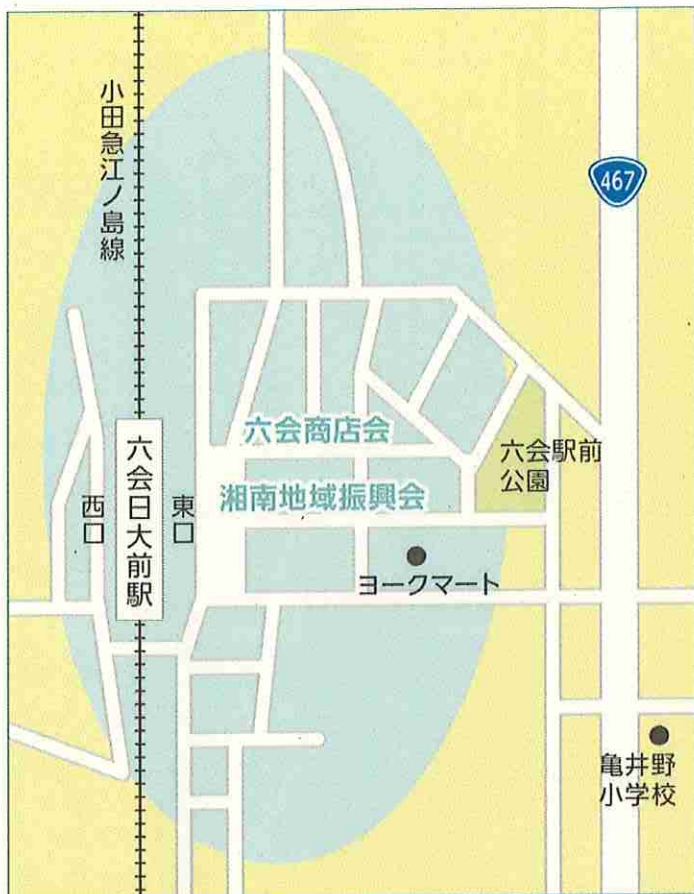 小田急江ノ島線
467
六会商店会
六会駅前
公園
湘南地域振興会
西口
六会日大前駅
東口
ヨークマート
亀井野
小学校